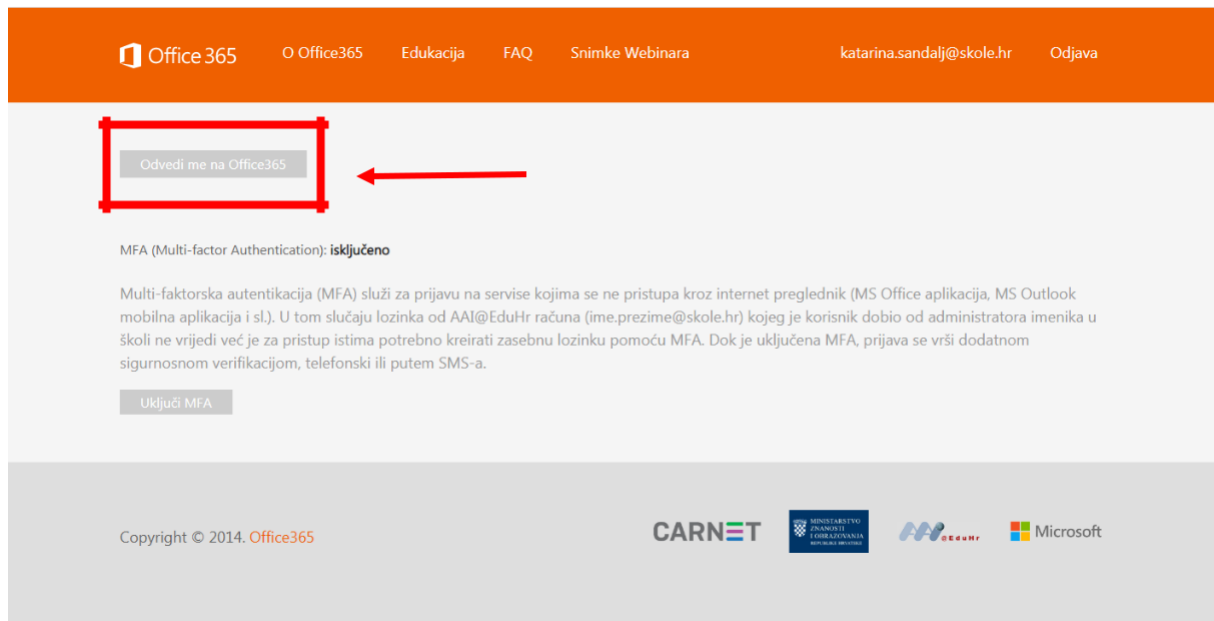 Office 365 O Office365 Edukacija FAQ Snimke Webinara katarina.sandalj@skole.hr Odjava
Odvedi me na Office365
MFA (Multi-factor Authentication): isključeno
Multi-faktorska autentikacija (MFA) služi za prijavu na servise kojima se ne pristupa kroz internet preglednik (MS Office aplikacija, MS Outlook
mobilna aplikacija i sl.). U tom slučaju lozinka od AAI@EduHr računa (ime.prezime@skole.hr) kojeg je korisnik dobio od administratora imenika u
školi ne vrijedi već je za pristup istima potrebno kreirati zasebnu lozinku pomoću MFA. Dok je uključena MFA, prijava se vrši dodatnom
sigurnosnom verifikacijom, telefonski ili putem SMS-a.
Uključi MFA
Copyright © 2014. Office365
CARNET
MINISTARSTVO
ZNANOSTI
I OBRAZOVANJA
REPUBLIKE HRVATSKE
AAI@EduHr
Microsoft